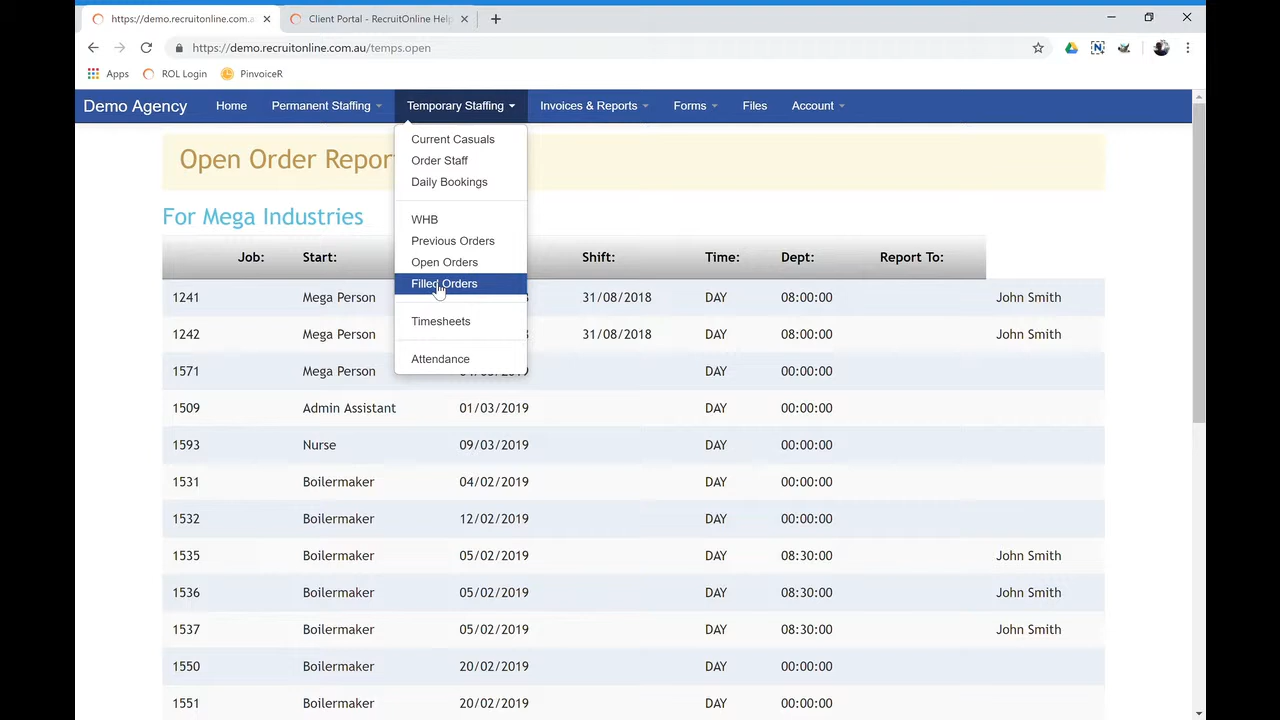 https://demo.recruitonline.com.a
Client Portal - RecruitOnline Help
https://demo.recruitonline.com.au/temps.open
Apps ROL Login PinvoiceR
Demo Agency Home Permanent Staffing Temporary Staffing Invoices & Reports Forms Files Account
Current Casuals
Order Staff
Daily Bookings
WHB
Previous Orders
Open Orders
Filled Orders
Timesheets
Attendance
Open Order Repor
For Mega Industries
Job: Start: Shift: Time: Dept: Report To:
1241 Mega Person 31/08/2018 DAY 08:00:00 John Smith
1242 Mega Person 31/08/2018 DAY 08:00:00 John Smith
1571 Mega Person DAY 00:00:00
1509 Admin Assistant 01/03/2019 DAY 00:00:00
1593 Nurse 09/03/2019 DAY 00:00:00
1531 Boilermaker 04/02/2019 DAY 00:00:00
1532 Boilermaker 12/02/2019 DAY 00:00:00
1535 Boilermaker 05/02/2019 DAY 08:30:00 John Smith
1536 Boilermaker 05/02/2019 DAY 08:30:00 John Smith
1537 Boilermaker 05/02/2019 DAY 08:30:00 John Smith
1550 Boilermaker 20/02/2019 DAY 00:00:00
1551 Boilermaker 20/02/2019 DAY 00:00:00